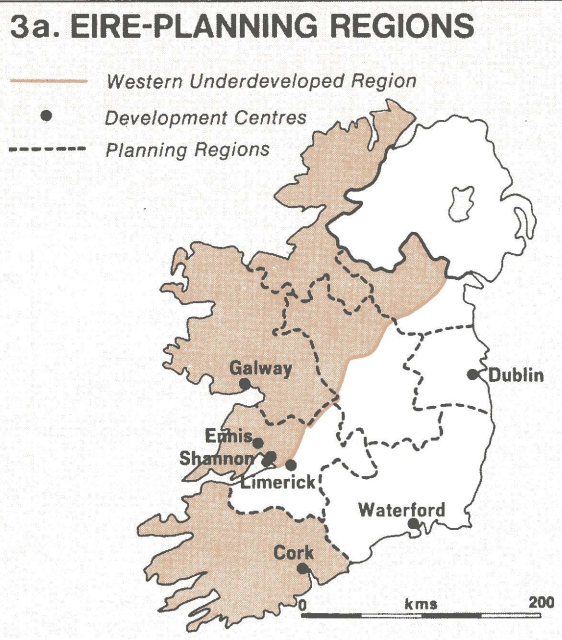 3a. EIRE-PLANNING REGIONS
Western Underdeveloped Region
Development Centres
Planning Regions
Galway
Dublin
Ennis
Shannon
Limerick
Waterford
Cork
0 kms 200